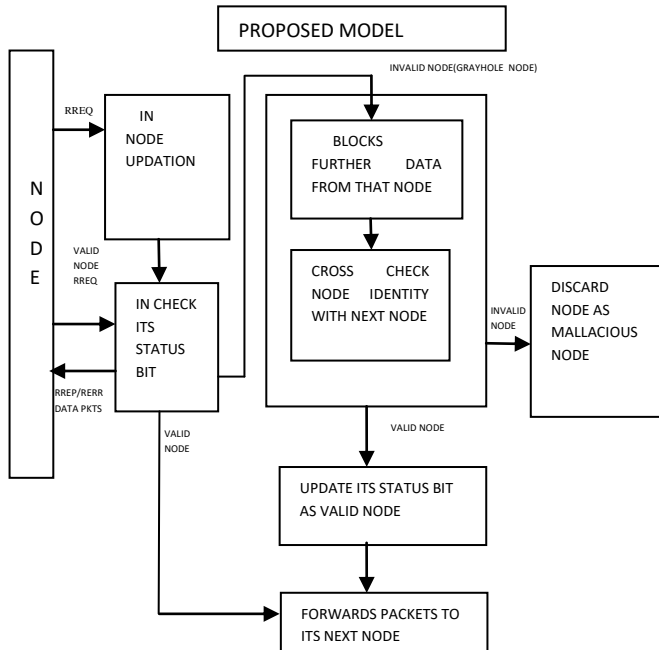 PROPOSED MODEL
INVALID NODE(GRAYHOLE NODE)
NODE
RREQ
IN
NODE
UPDATION
VALID
NODE
RREQ
IN CHECK
ITS
STATUS
BIT
RREP/RERR
DATA PKTS
VALID
NODE
BLOCKS
FURTHER DATA
FROM THAT NODE
CROSS CHECK
NODE IDENTITY
WITH NEXT NODE
INVALID
NODE
DISCARD
NODE AS
MALLACIOUS
NODE
VALID NODE
UPDATE ITS STATUS BIT
AS VALID NODE
FORWARDS PACKETS TO
ITS NEXT NODE